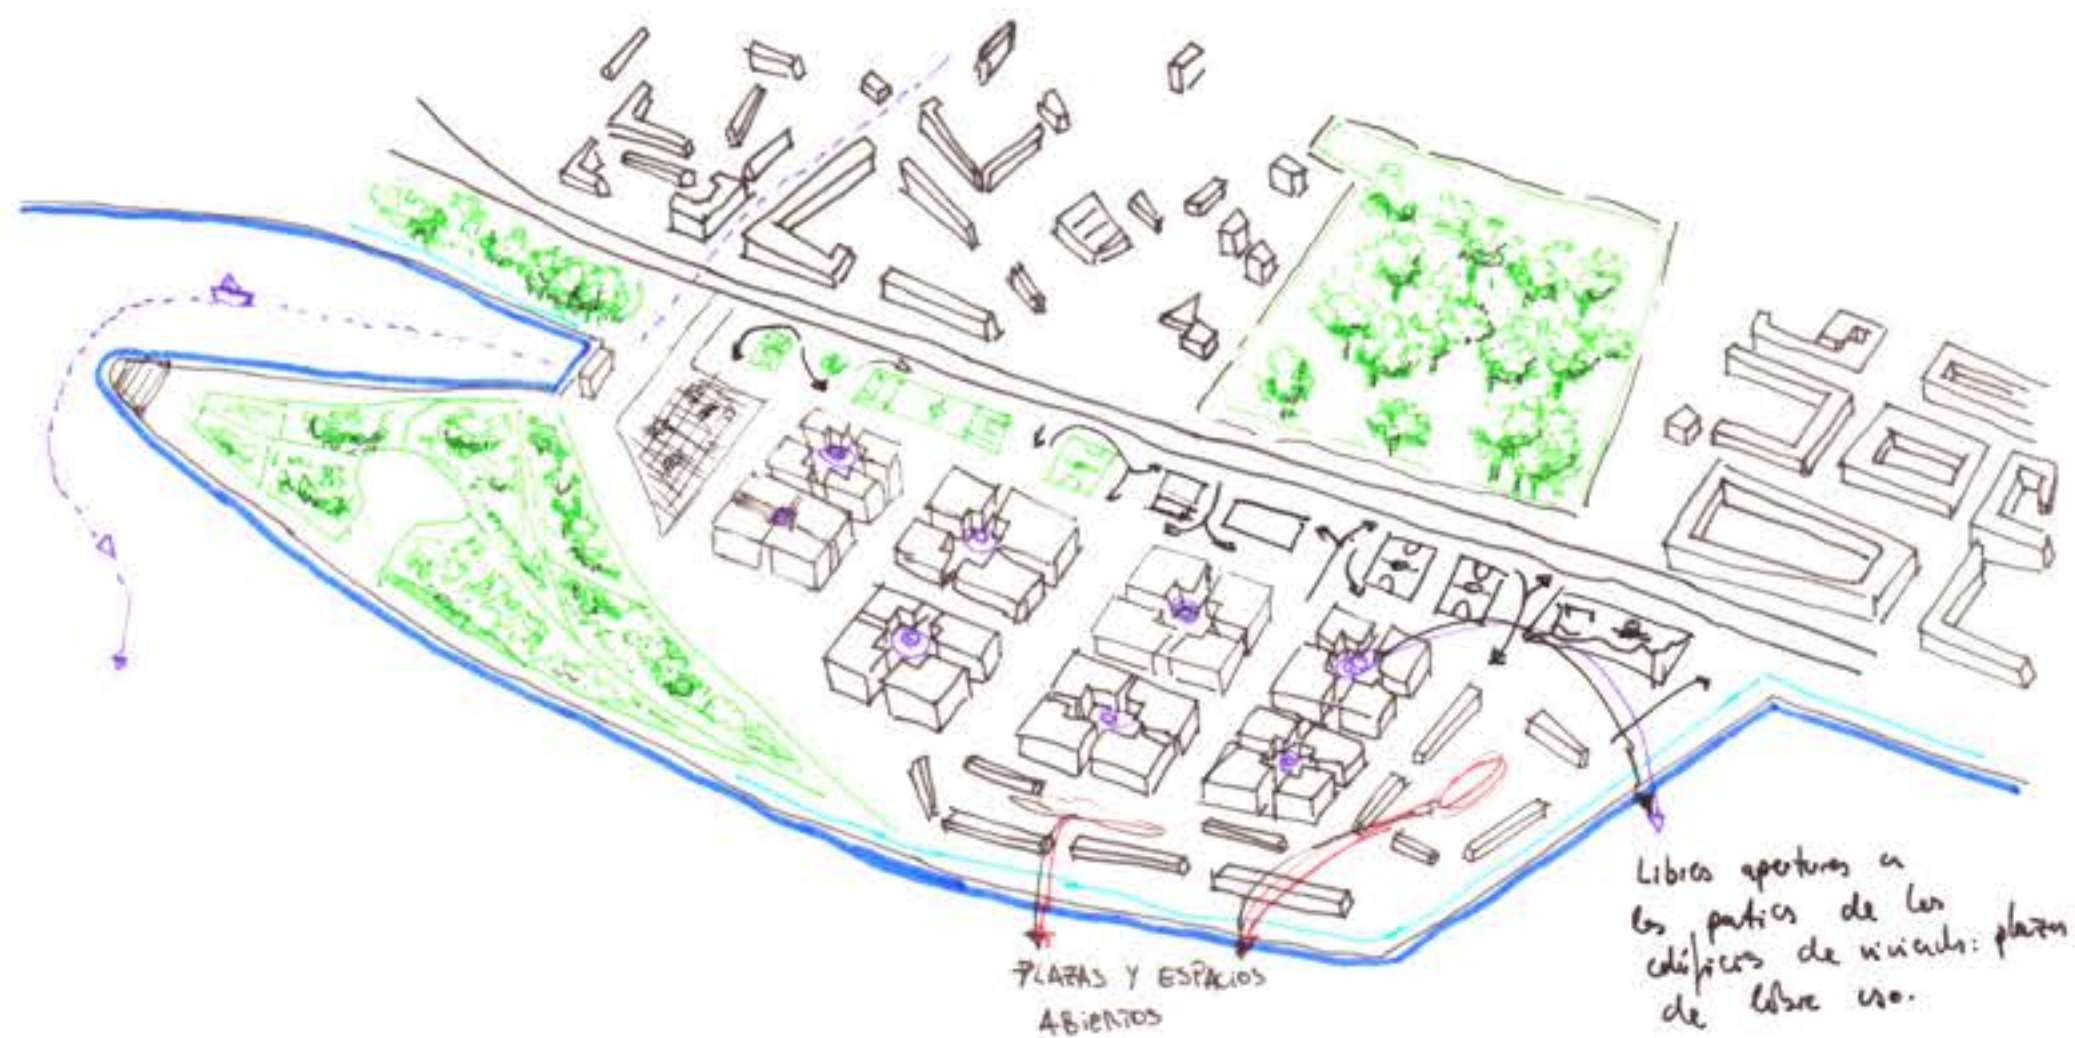 PLAZAS Y ESPACIOS
ABIERTOS
Libres aperturas a
los patios de los
edificios de vivienda: plazas
de libre uso.